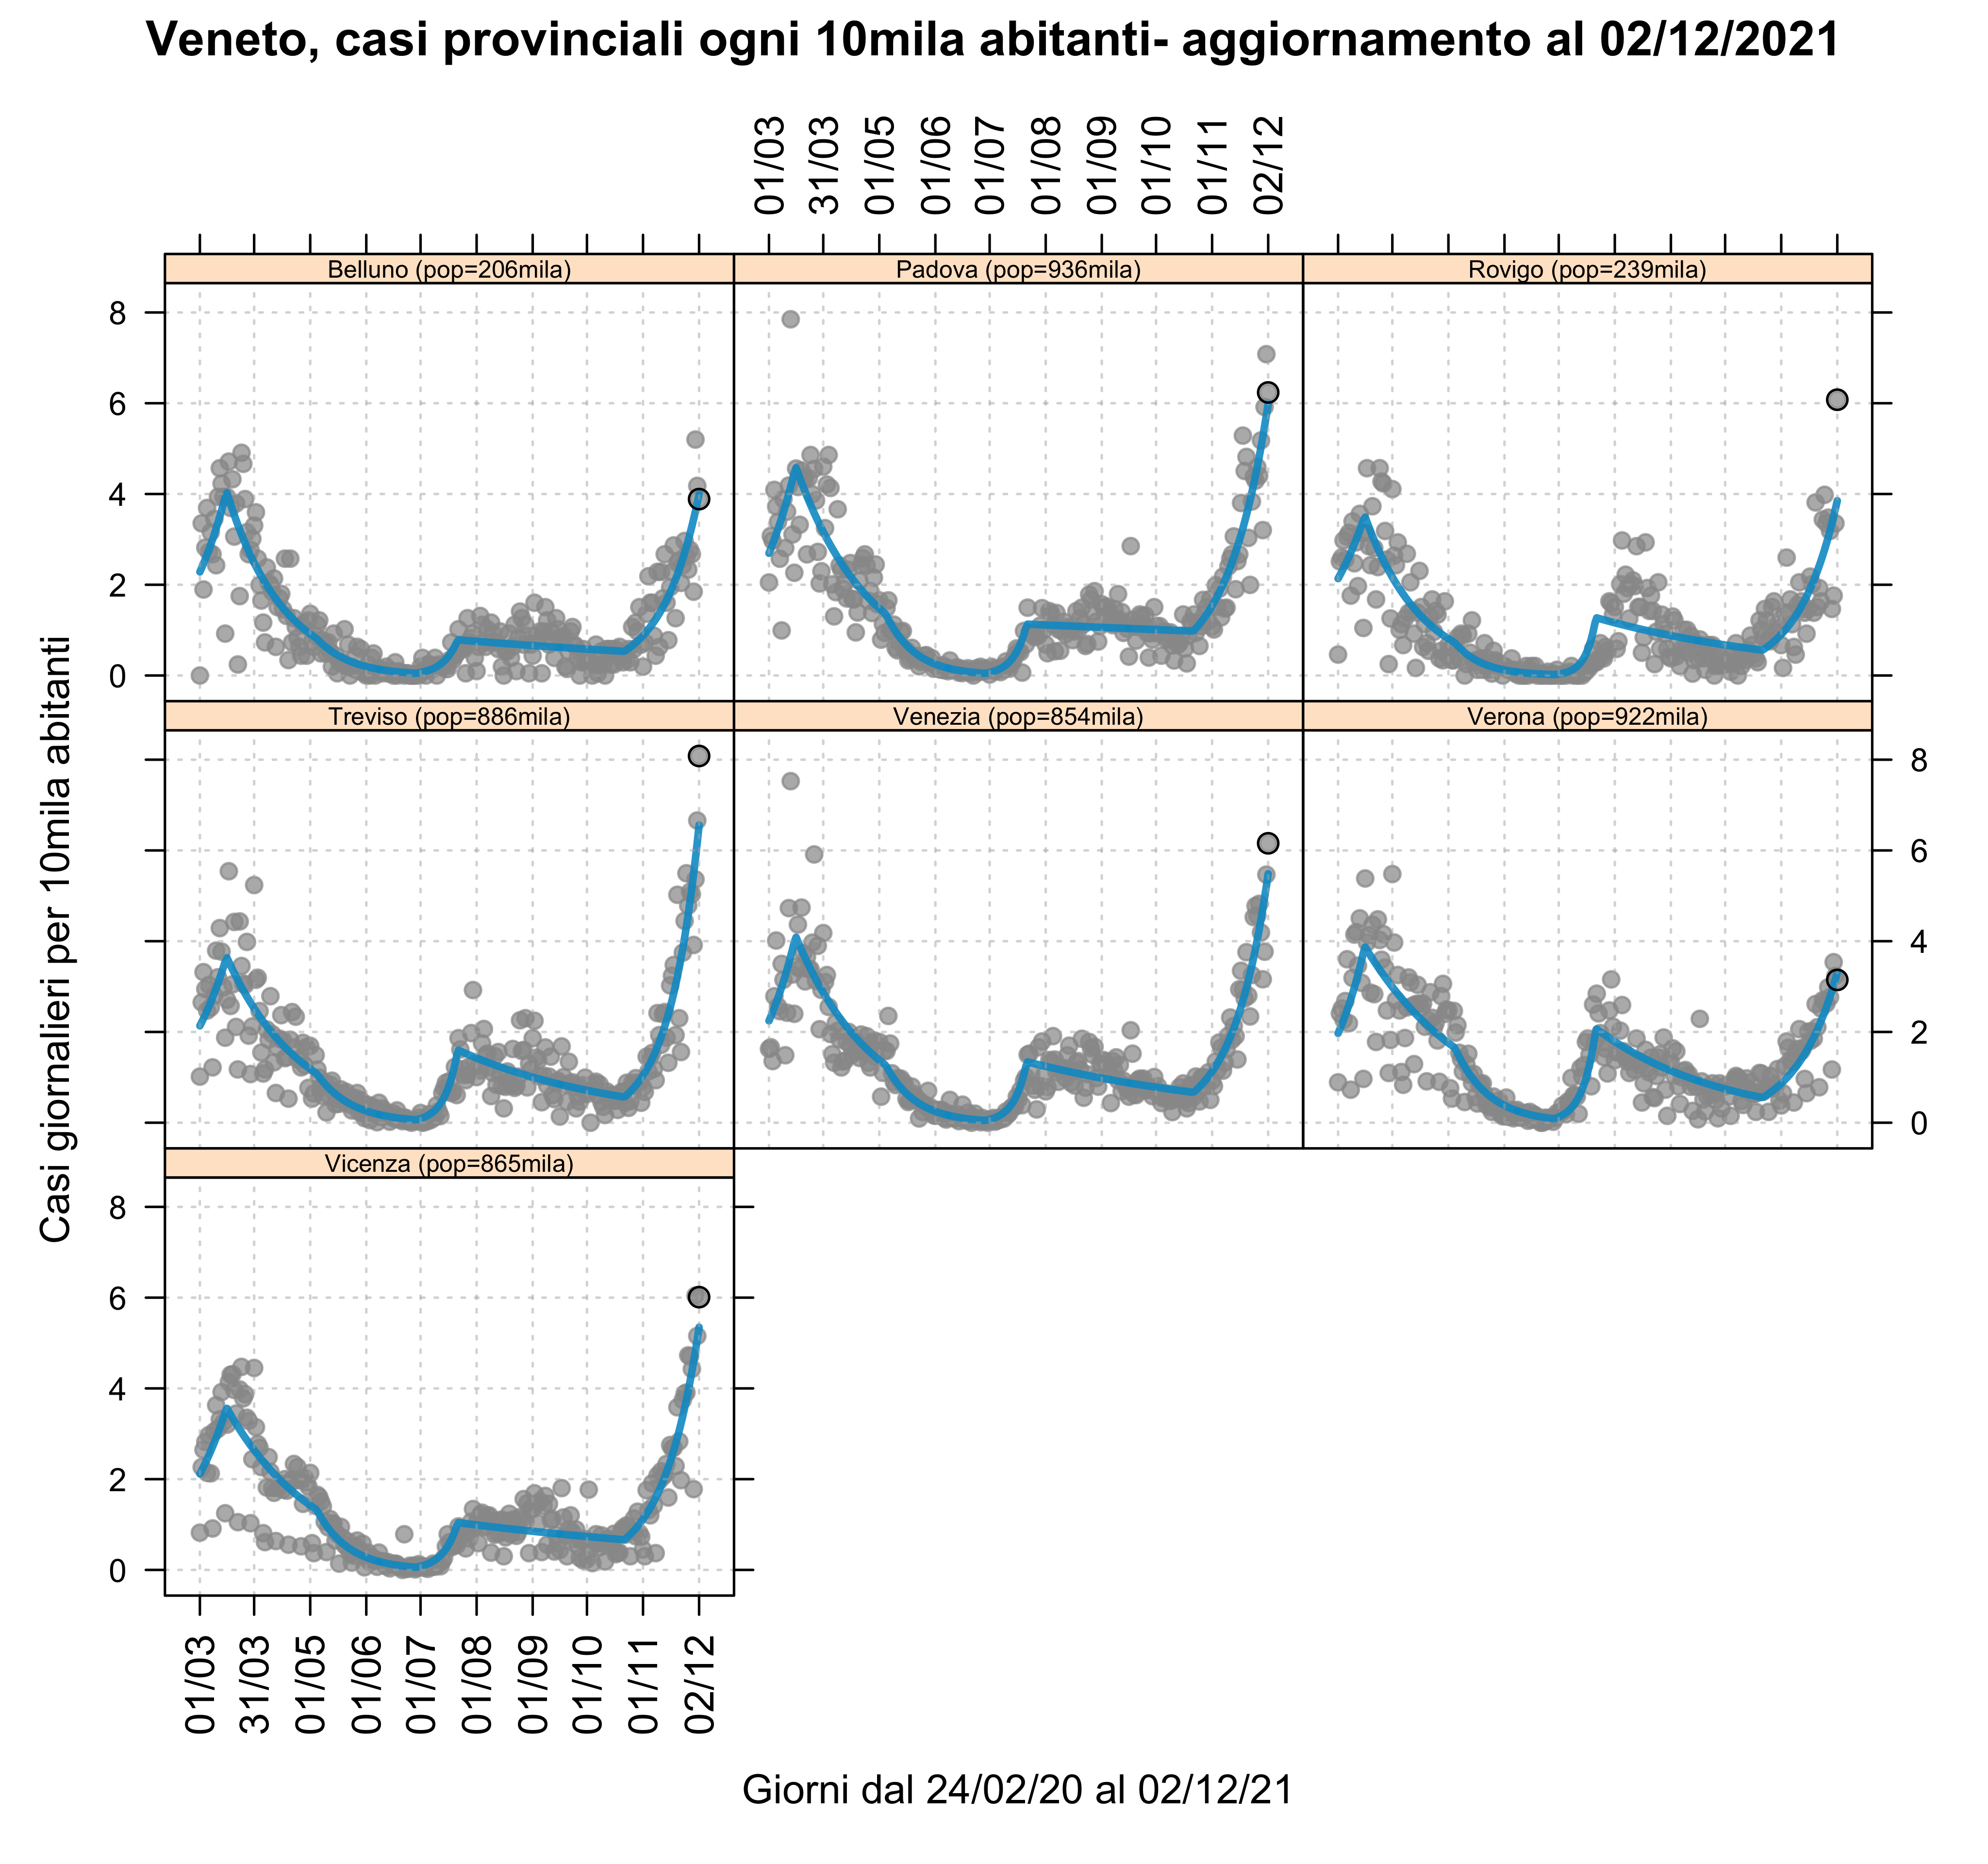 Veneto, casi provinciali ogni 10mila abitanti- aggiornamento al 02/12/2021
01/03 31/03 01/05 01/06 01/07 01/08 01/09 01/10 01/11 02/12
Belluno (pop=206mila) Padova (pop=936mila) Rovigo (pop=239mila)
8
6
4
2
0
Treviso (pop=886mila) Venezia (pop=854mila) Verona (pop=922mila)
8
6
4
2
0
Vicenza (pop=865mila)
8
6
4
2
0
01/03 31/03 01/05 01/06 01/07 01/08 01/09 01/10 01/11 02/12
Casi giornalieri per 10mila abitanti
Giorni dal 24/02/20 al 02/12/21